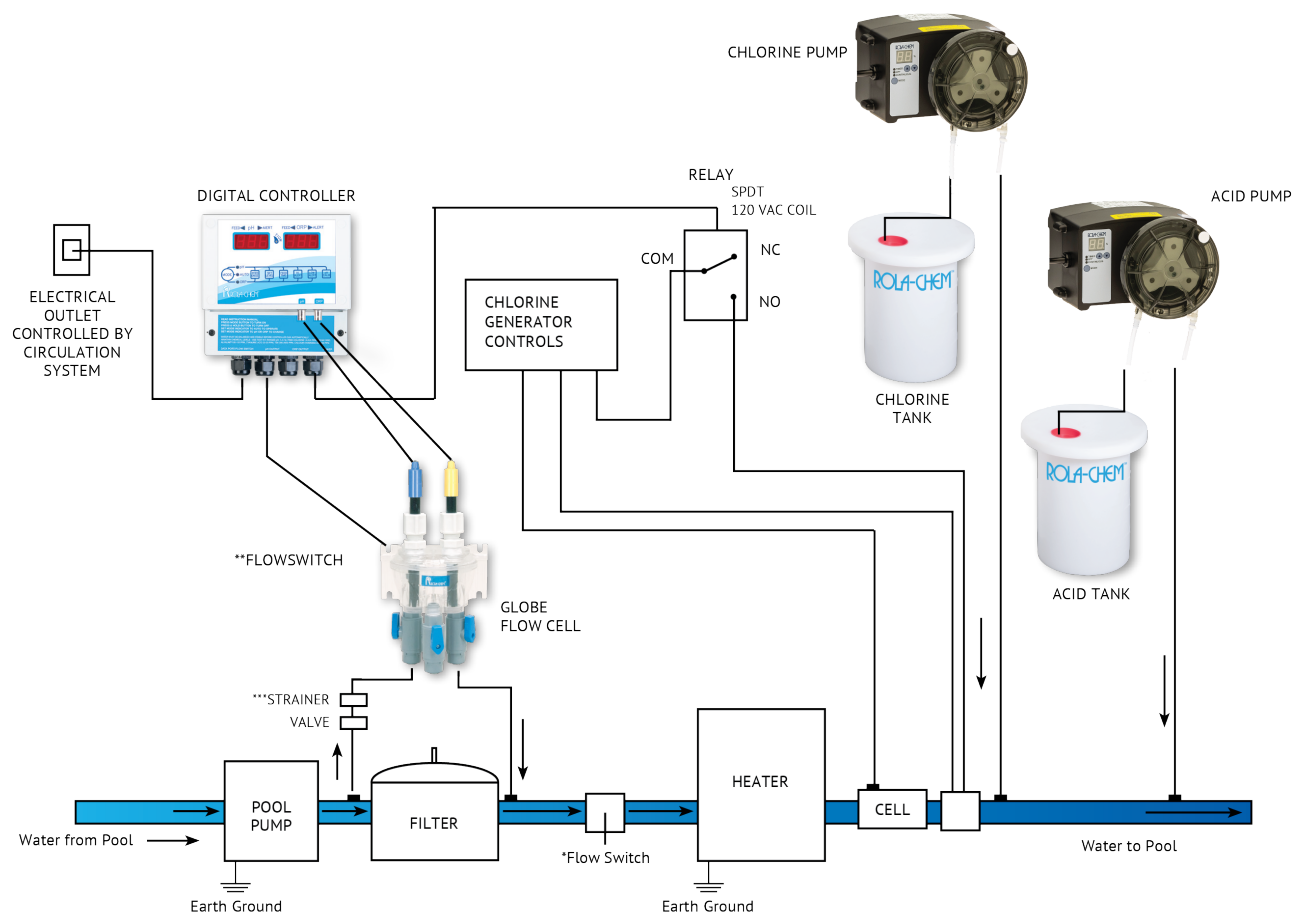 CHLORINE PUMP
ACID PUMP
RELAY
SPDT
120 VAC COIL
DIGITAL CONTROLLER
COM
NC
NO
ROLA-CHEM
CHLORINE
GENERATOR
CONTROLS
ELECTRICAL
OUTLET
CONTROLLED BY
CIRCULATION
SYSTEM
CHLORINE
TANK
ROLA-CHEM
ACID TANK
**FLOWSWITCH
GLOBE
FLOW CELL
***STRAINER
VALVE
POOL
PUMP
FILTER
HEATER
CELL
Water from Pool
*Flow Switch
Water to Pool
Earth Ground
Earth Ground